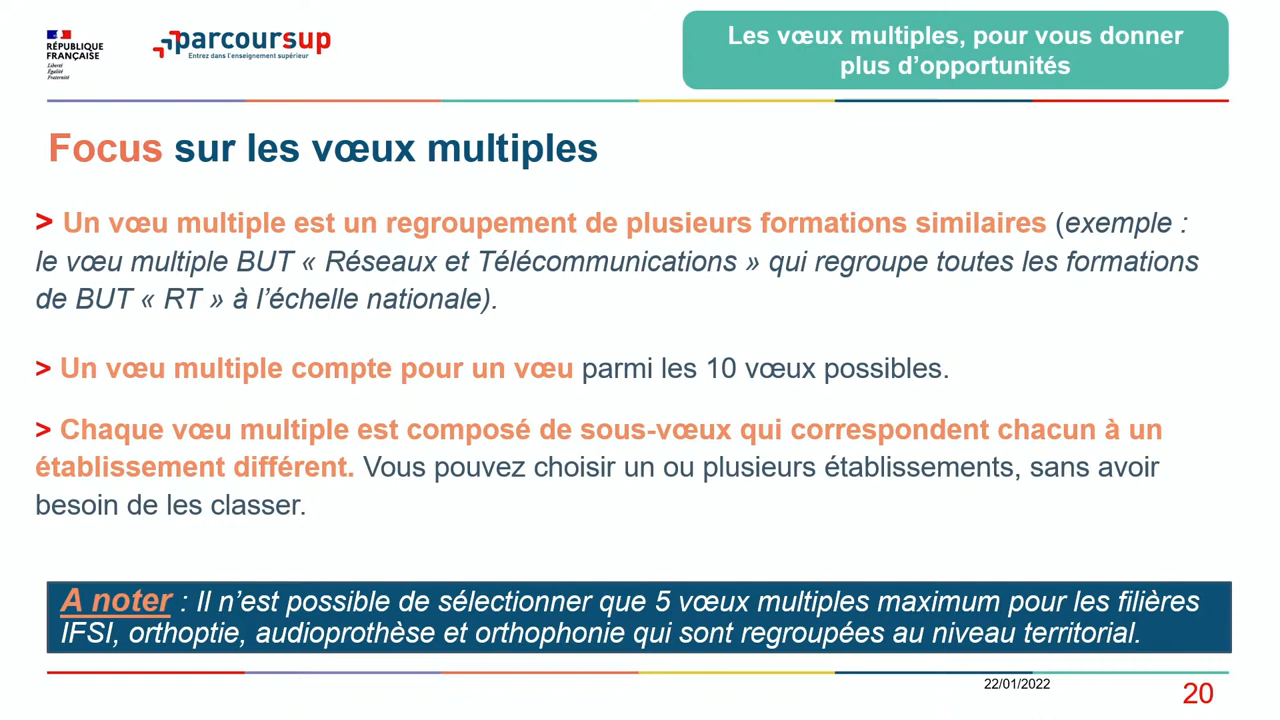 RÉPUBLIQUE
FRANÇAISE
Liberté
Égalité
Fraternité
parcoursup
Entrez dans l'enseignement supérieur
Les vœux multiples, pour vous donner
plus d’opportunités
Focus sur les vœux multiples
> Un vœu multiple est un regroupement de plusieurs formations similaires (exemple :
le vœu multiple BUT « Réseaux et Télécommunications » qui regroupe toutes les formations
de BUT « RT » à l’échelle nationale).
> Un vœu multiple compte pour un vœu parmi les 10 vœux possibles.
> Chaque vœu multiple est composé de sous-vœux qui correspondent chacun à un
établissement différent. Vous pouvez choisir un ou plusieurs établissements, sans avoir
besoin de les classer.
A noter : Il n’est possible de sélectionner que 5 vœux multiples maximum pour les filières
IFSI, orthoptie, audioprothèse et orthophonie qui sont regroupées au niveau territorial.
22/01/2022
20